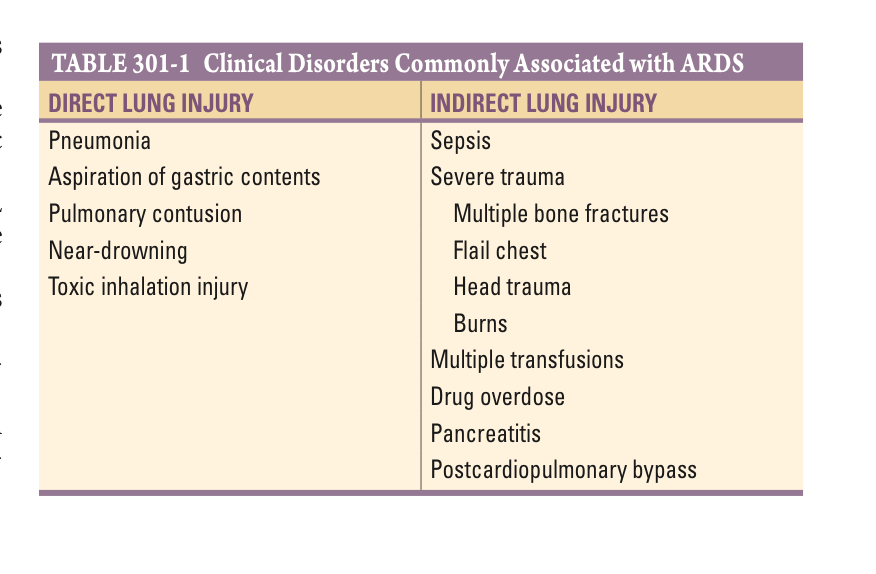 TABLE 301-1 Clinical Disorders Commonly Associated with ARDS
DIRECT LUNG INJURY
Pneumonia
Aspiration of gastric contents
Pulmonary contusion
Near-drowning
Toxic inhalation injury
INDIRECT LUNG INJURY
Sepsis
Severe trauma
Multiple bone fractures
Flail chest
Head trauma
Burns
Multiple transfusions
Drug overdose
Pancreatitis
Postcardiopulmonary bypass